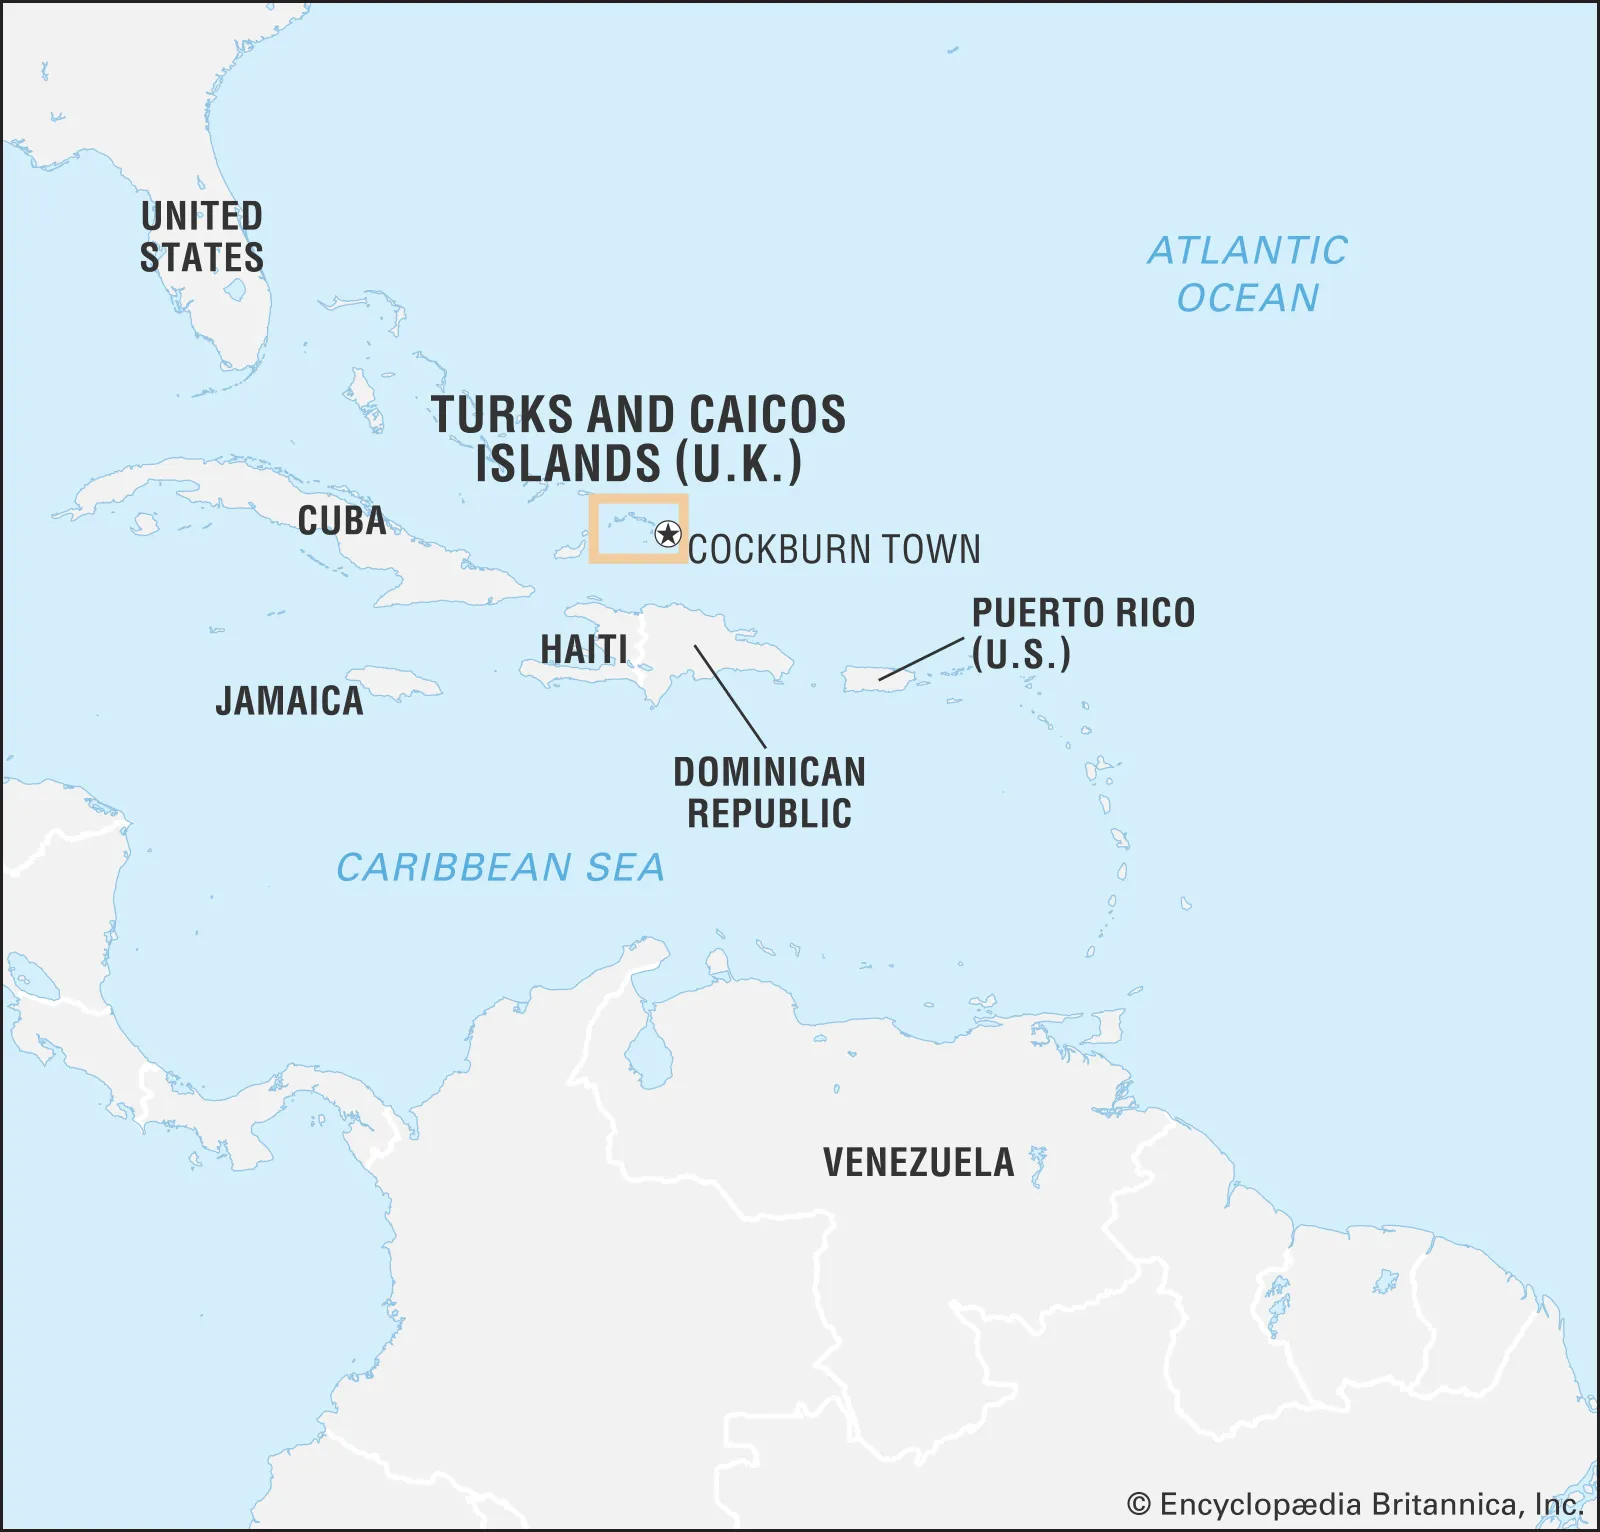 UNITED
STATES
ATLANTIC
OCEAN
TURKS AND CAICOS
ISLANDS (U.K.)
CUBA
COCKBURN TOWN
PUERTO RICO
(U.S.)
HAITI
JAMAICA
DOMINICAN
REPUBLIC
CARIBBEAN SEA
VENEZUELA
© Encyclopædia Britannica, Inc.